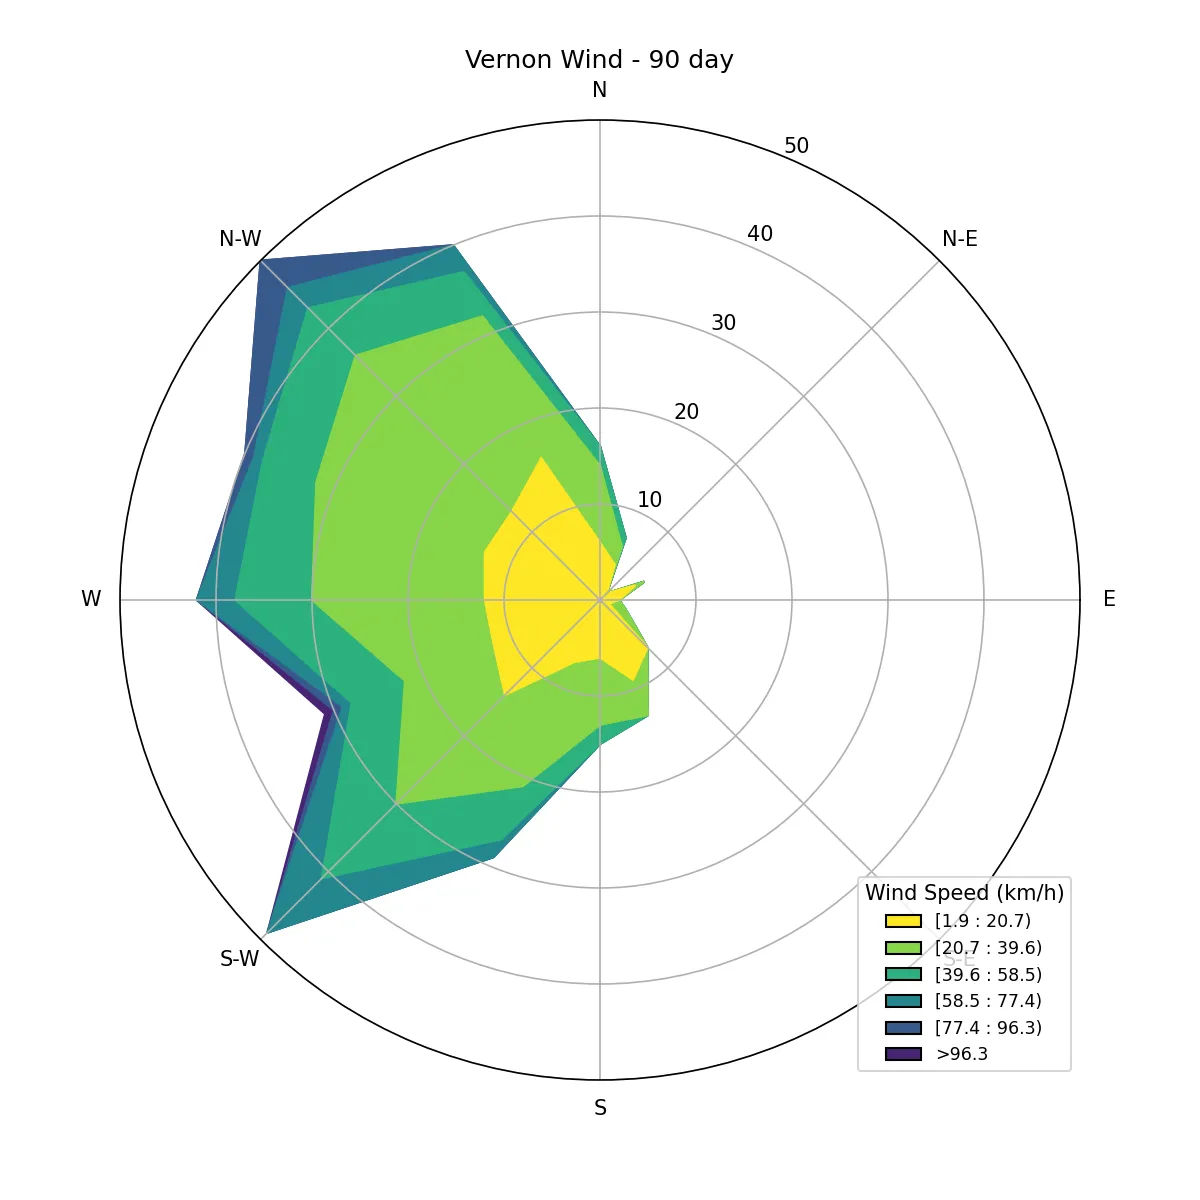 Vernon Wind - 90 day
N
50
N-W
40
N-E
30
20
10
W
E
S-W
S-E
S
Wind Speed (km/h)
[1.9 : 20.7)
[20.7 : 39.6)
[39.6 : 58.5)
[58.5 : 77.4)
[77.4 : 96.3)
>96.3